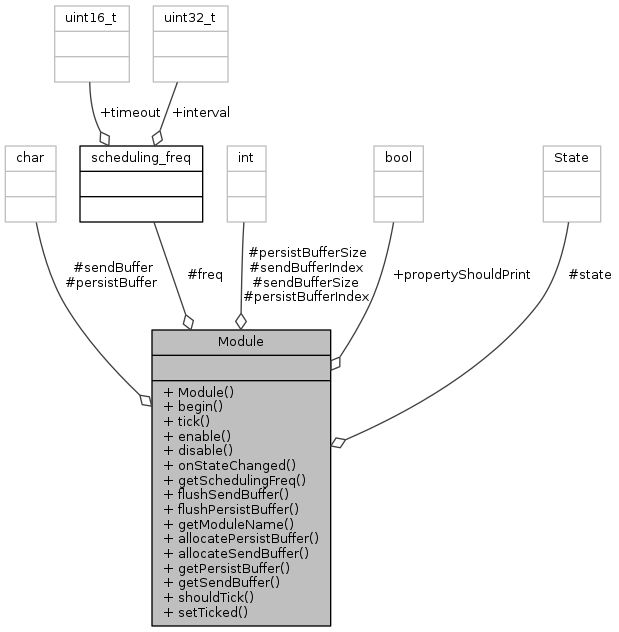 uint16_t
uint32_t
+timeout
+interval
char
scheduling_freq
int
bool
State
#sendBuffer
#persistBuffer
#freq
#persistBufferSize
#sendBufferIndex
#sendBufferSize
#persistBufferIndex
+propertyShouldPrint
#state
Module
+ Module()
+ begin()
+ tick()
+ enable()
+ disable()
+ onStateChanged()
+ getSchedulingFreq()
+ flushSendBuffer()
+ flushPersistBuffer()
+ getModuleName()
+ allocatePersistBuffer()
+ allocateSendBuffer()
+ getPersistBuffer()
+ getSendBuffer()
+ shouldTick()
+ setTicked()